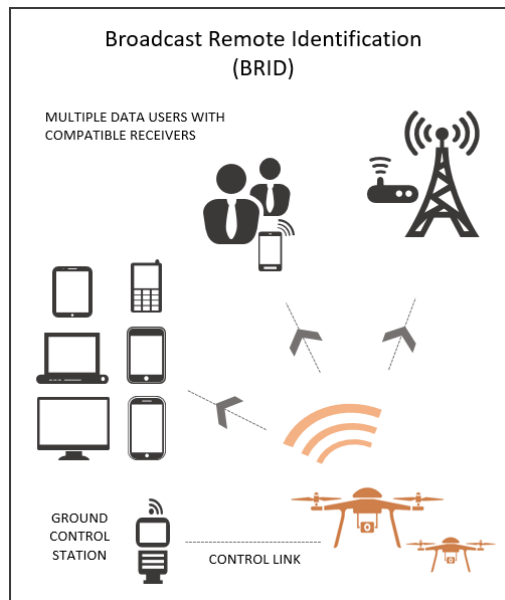 Broadcast Remote Identification
(BRID)
MULTIPLE DATA USERS WITH
COMPATIBLE RECEIVERS
GROUND
CONTROL
STATION
CONTROL LINK